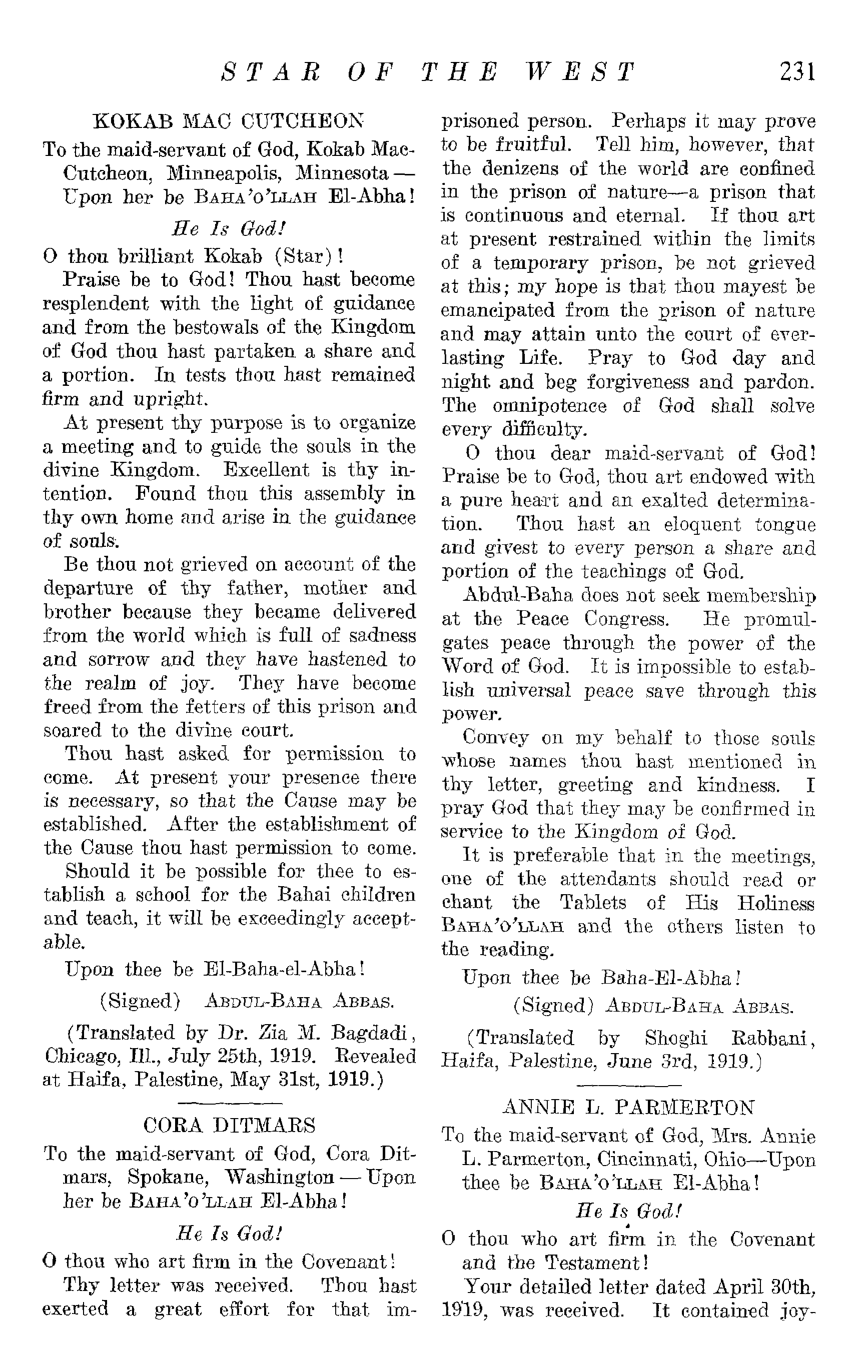 STAR OF THE WEST 231
KOKAB MAC CUTCHEON
To the maid-servant of God, Kokab Mac-
Cutcheon, Minneapolis, Minnesota—
Upon her be BAHA'O'LLAH El-Abha!
He Is God!
O thou brilliant Kokab (Star)!
Praise be to God! Thou hast become
resplendent with the light of guidance
and from the bestowals of the Kingdom
of God thou hast partaken a share and
a portion. In tests thou hast remained
firm and upright.
At present thy purpose is to organize
a meeting and to guide the souls in the
divine Kingdom. Excellent is thy in-
tention. Found thou this assembly in
thy own home and arise in the guidance
of souls.
Be thou not grieved on account of the
departure of thy father, mother and
brother because they became delivered
from the world which is full of sadness
and sorrow and they have hastened to
the realm of joy. They have become
freed from the fetters of this prison and
soared to the divine court.
Thou hast asked for permission to
come. At present your presence there
is necessary, so that the Cause may be
established. After the establishment of
the Cause thou hast permission to come.
Should it be possible for thee to es-
tablish a school for the Bahai children
and teach, it will be exceedingly accept-
able.
Upon thee be El-Baha-el-Abha!
(Signed) ABDUL-BAHA ABBAS.
(Translated by Dr. Zia M. Bagdadi,
Chicago, Ill., July 25th, 1919. Revealed
at Haifa, Palestine, May 31st, 1919.)
CORA DITMARS
To the maid-servant of God, Cora Dit-
mars, Spokane, Washington — Upon
her be BAHA'O'LLAH El-Abha!
He Is God!
O thou who art firm in the Covenant!
Thy letter was received. Thou hast
exerted a great effort for that im-
prisoned person. Perhaps it may prove
to be fruitful. Tell him, however, that
the denizens of the world are confined
in the prison of nature—a prison that
is continuous and eternal. If thou art
at present restrained within the limits
of a temporary prison, be not grieved
at this; my hope is that thou mayest be
emancipated from the prison of nature
and may attain unto the court of ever-
lasting Life. Pray to God day and
night and beg forgiveness and pardon.
The omnipotence of God shall solve
every difficulty.
O thou dear maid-servant of God!
Praise be to God, thou art endowed with
a pure heart and an exalted determina-
tion. Thou hast an eloquent tongue
and givest to every person a share and
portion of the teachings of God.
Abdul-Baha does not seek membership
at the Peace Congress. He promul-
gates peace through the power of the
Word of God. It is impossible to estab-
lish universal peace save through this
power.
Convey on my behalf to those souls
whose names thou hast mentioned in
thy letter, greeting and kindness. I
pray God that they may be confirmed in
service to the Kingdom of God.
It is preferable that in the meetings,
one of the attendants should read or
chant the Tablets of His Holiness
BAHA'O'LLAH and the others listen to
the reading.
Upon thee be Baha-El-Abha!
(Signed) ABDUL-BAHA ABBAS.
(Translated by Shoghi Rabbani,
Haifa, Palestine, June 3rd, 1919.)
ANNIE L. PARMERTON
To the maid-servant of God, Mrs. Annie
L. Parmerton, Cincinnati, Ohio—Upon
thee be BAHA'O'LLAH El-Abha!
He Is God!
O thou who art firm in the Covenant
and the Testament!
Your detailed letter dated April 30th,
1919, was received. It contained joy-